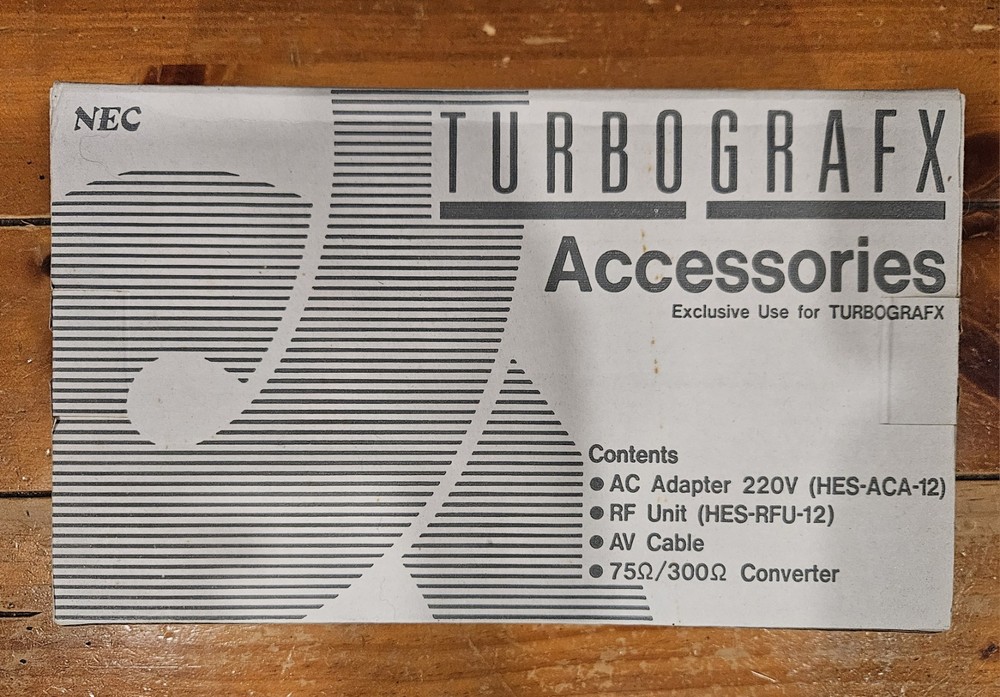 NEC
TURBOGRAFX
Accessories
Exclusive Use for TURBOGRAFX
Contents
●AC Adapter 220V (HES-ACA-12)
●RF Unit (HES-RFU-12)
●AV Cable
●75Ω/300Ω Converter